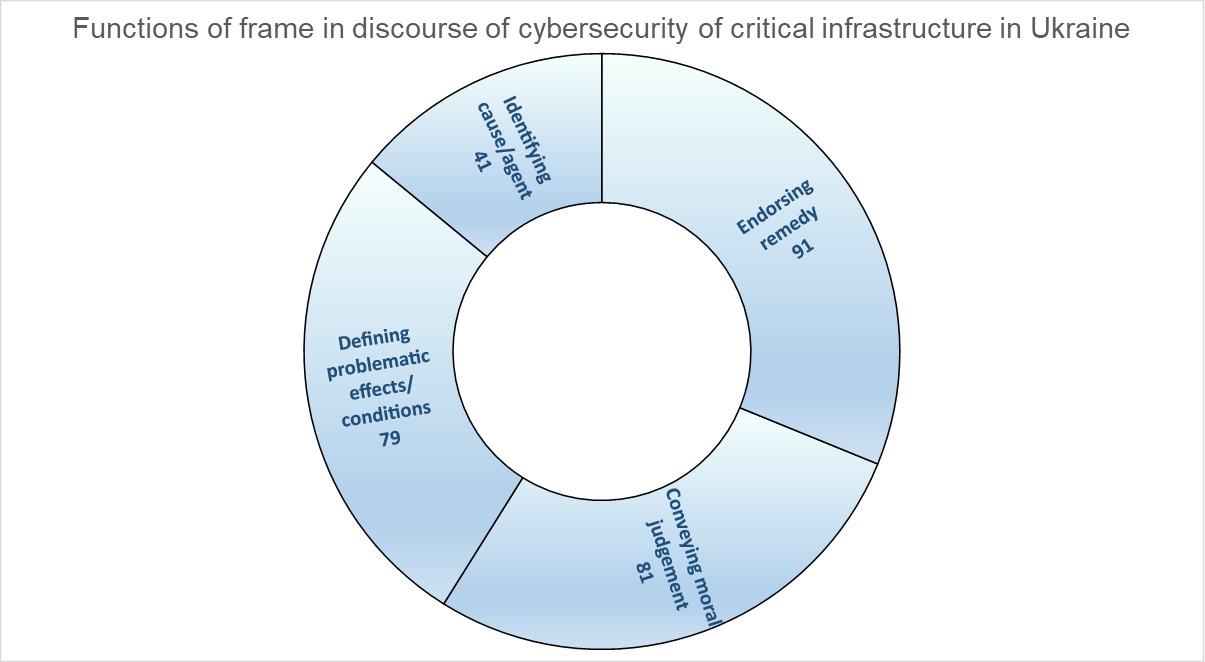 Functions of frame in discourse of cybersecurity of critical infrastructure in Ukraine
Identifying
cause/agent
41
Endorsing
remedy
91
Defining
problematic
effects/
conditions
79
Conveying moral
judgement
81